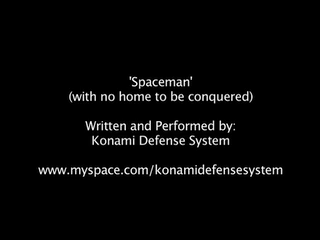 'Spaceman'
(with no home to be conquered)
Written and Performed by:
Konami Defense System
www.myspace.com/konamidefensesystem